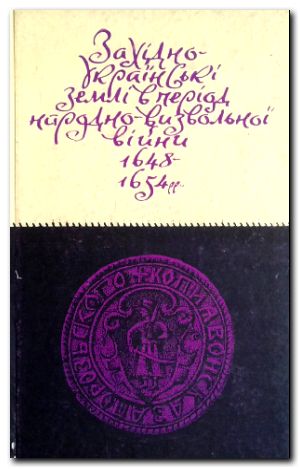 Західно-
українські
землі в період
народно-визвольної
війни
1648-
1654 рр.